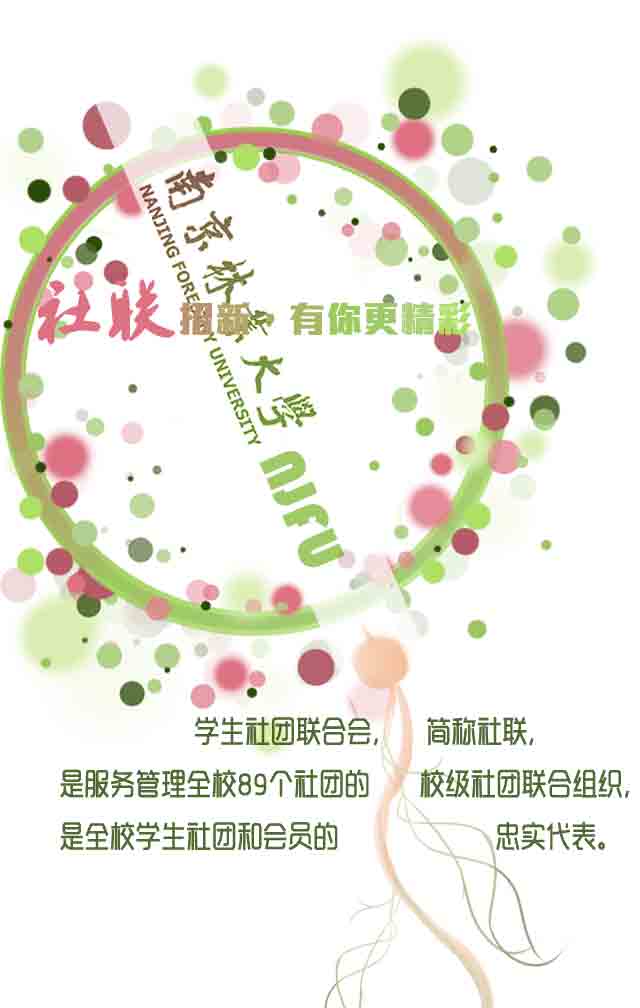 南京林业大学
NANJING FORESTRY UNIVERSITY
NJFU
社联招新 有你更精彩
学生社团联合会, 简称社联,
是服务管理全校89个社团的 校级社团联合组织,
是全校学生社团和会员的 忠实代表。